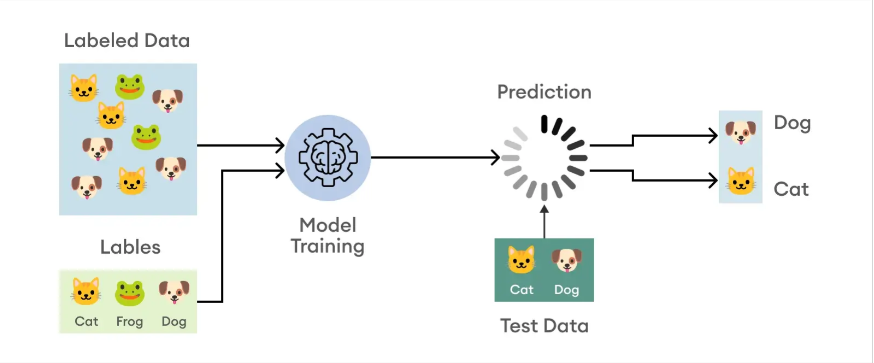 Labeled Data
Prediction
Dog
Cat
Model
Training
Lables
Cat Frog Dog
Cat Dog
Test Data